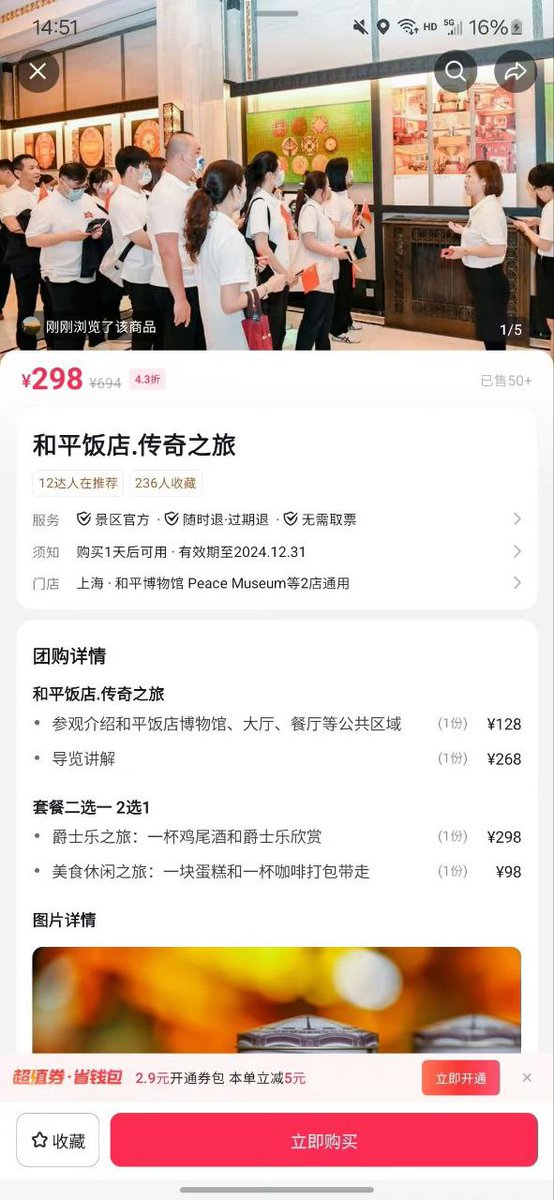 14:51 HD 5G 16%
刚刚浏览了该商品
1/5
¥298 ¥694 4.3折 已售50+
和平饭店.传奇之旅
12达人在推荐 236人收藏
服务 景区官方 · 随时退·过期退 · 无需取票
须知 购买1天后可用 · 有效期至2024.12.31
门店 上海 · 和平博物馆 Peace Museum等2店通用
团购详情
和平饭店.传奇之旅
• 参观介绍和平饭店博物馆、大厅、餐厅等公共区域 (1份) ¥128
• 导览讲解 (1份) ¥268
套餐二选一 2选1
• 爵士乐之旅：一杯鸡尾酒和爵士乐欣赏 (1份) ¥298
• 美食休闲之旅：一块蛋糕和一杯咖啡打包带走 (1份) ¥98
图片详情
超值券·省钱包 2.9元开通券包 本单立减5元 立即开通
收藏 立即购买